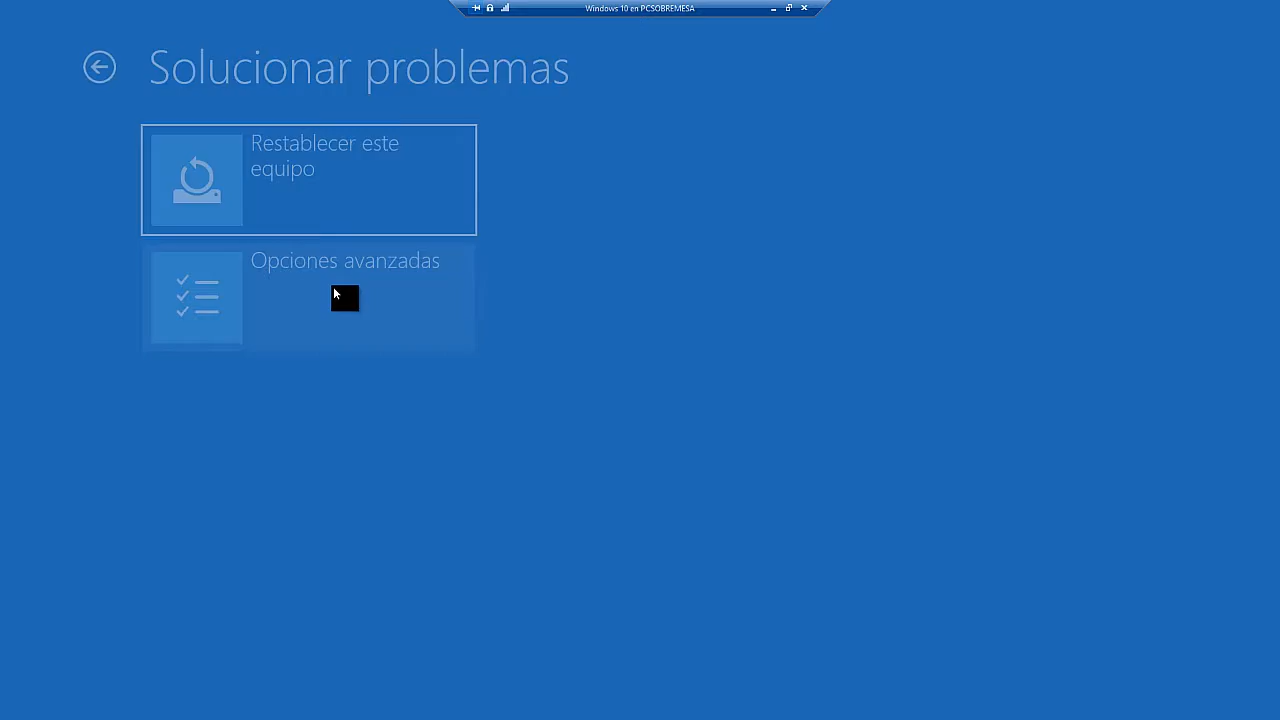 Windows 10 en PCSOBREMESA
Solucionar problemas
Restablecer este
equipo
Opciones avanzadas